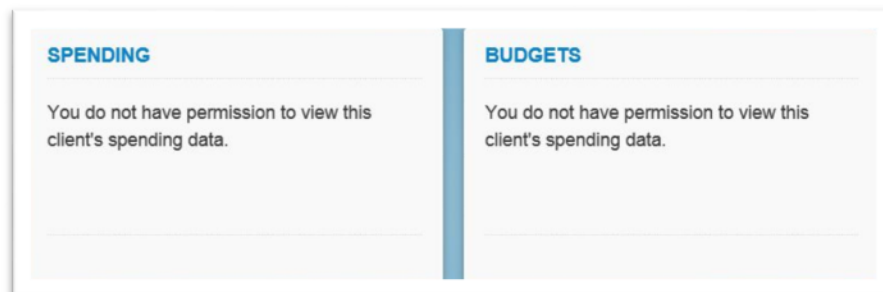 SPENDING
You do not have permission to view this
client's spending data.
BUDGETS
You do not have permission to view this
client's spending data.